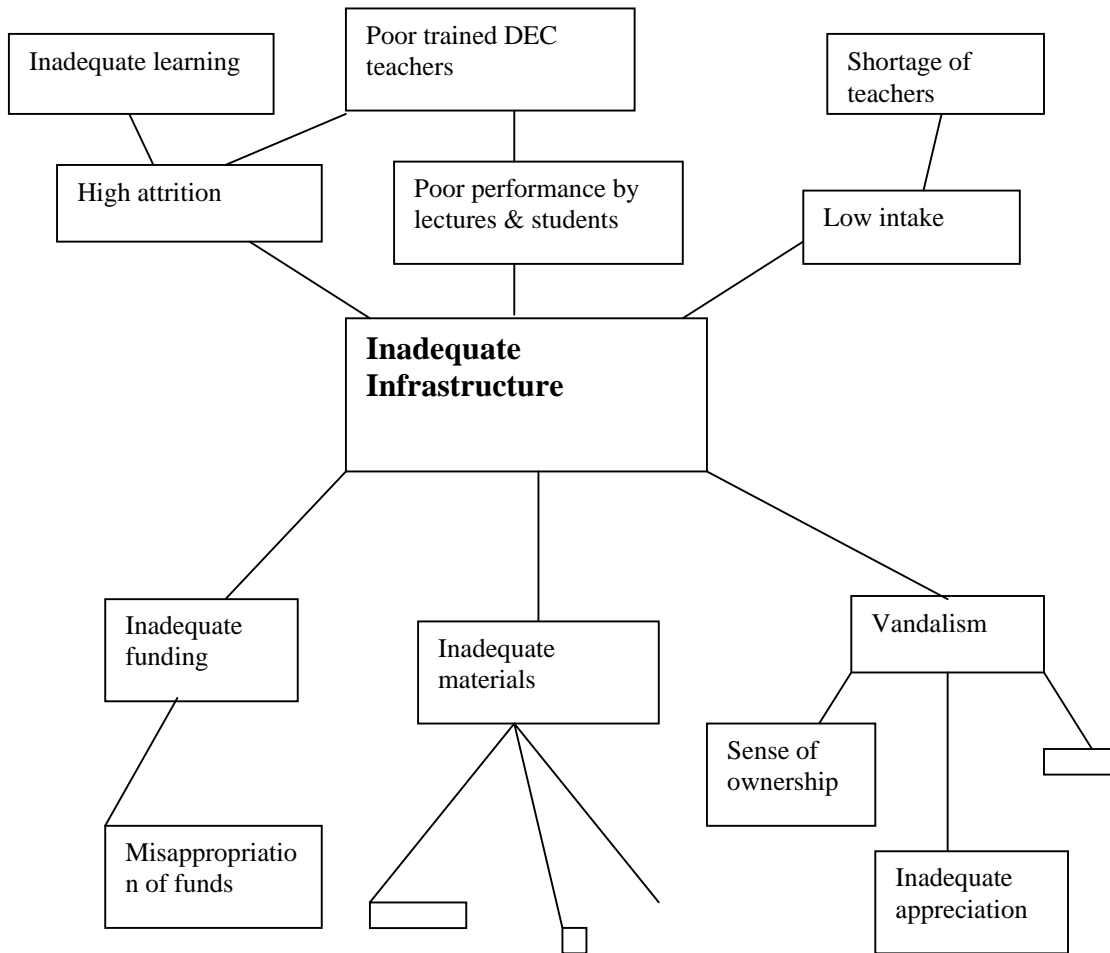 Poor trained DEC
teachers
Inadequate learning
Shortage of
teachers
High attrition
Poor performance by
lectures & students
Low intake
Inadequate
Infrastructure
Inadequate
funding
Inadequate
materials
Vandalism
Sense of
ownership
Misappropriatio
n of funds
Inadequate
appreciation